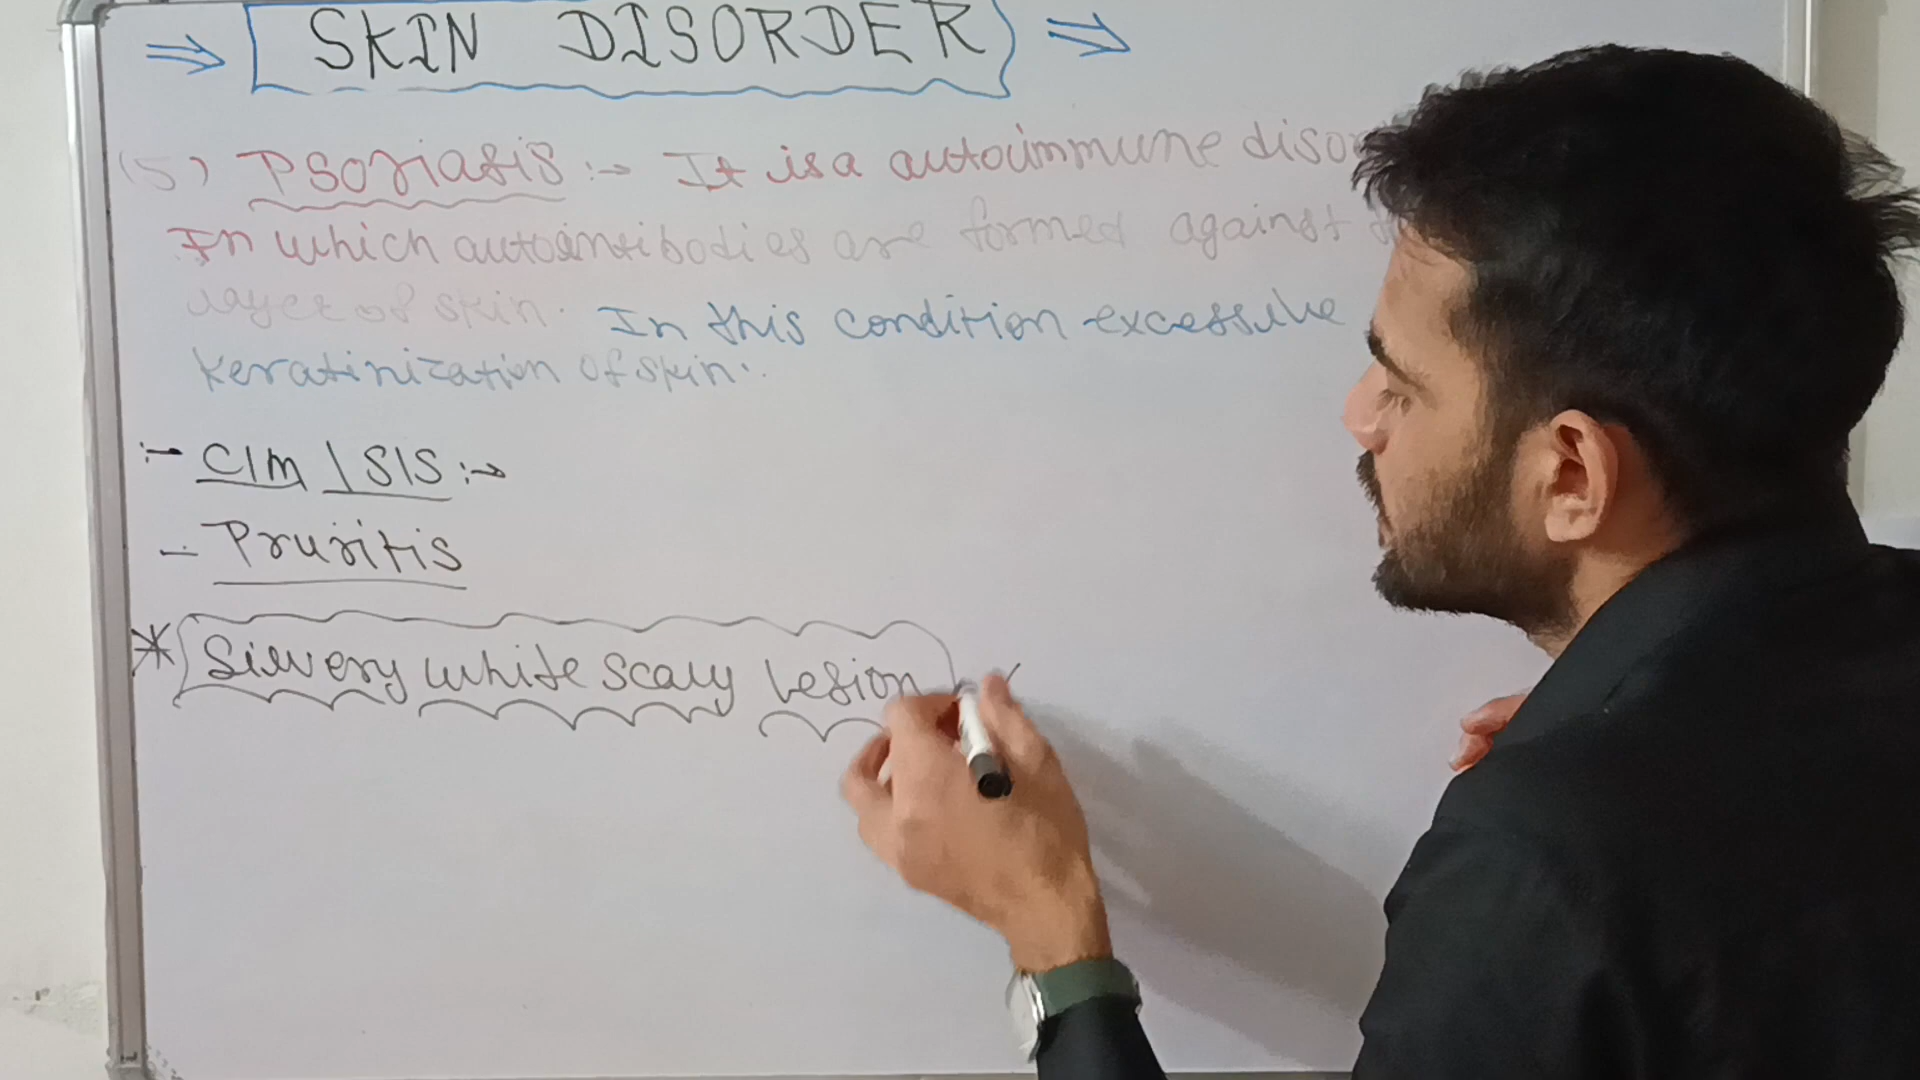 ⇒ SKIN DISORDER ⇒
(5) Psoriasis :→ It is a autoimmune
In which autoantibodies are formed against
layer of skin. In this condition excessive
keratinization of skin.
:- C/m / S/S :→
- Pruritis
* Silvery white scaly lesion